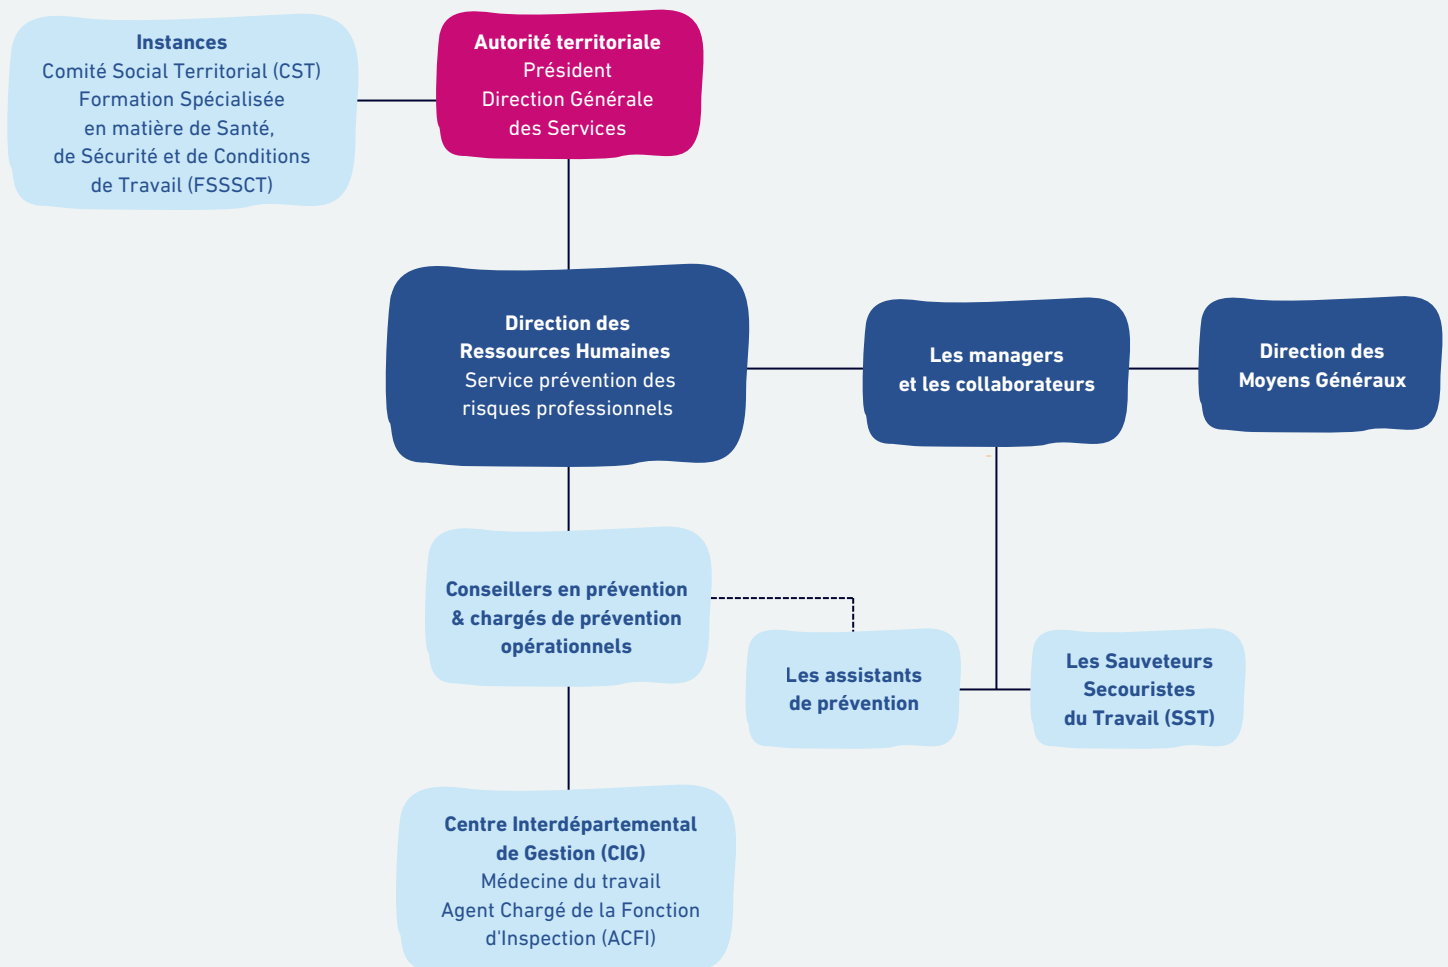 Instances
Comité Social Territorial (CST)
Formation Spécialisée
en matière de Santé,
de Sécurité et de Conditions
de Travail (FSSSCT)
Autorité territoriale
Président
Direction Générale
des Services
Direction des
Ressources Humaines
Service prévention des
risques professionnels
Les managers
et les collaborateurs
Direction des
Moyens Généraux
Conseillers en prévention
& chargés de prévention
opérationnels
Les assistants
de prévention
Les Sauveteurs
Secouristes
du Travail (SST)
Centre Interdépartemental
de Gestion (CIG)
Médecine du travail
Agent Chargé de la Fonction
d'Inspection (ACFI)